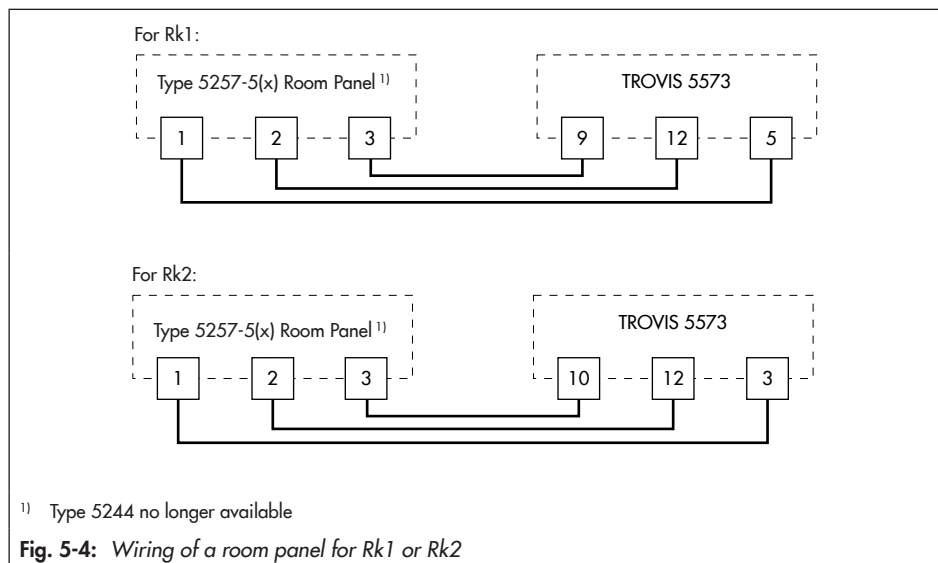 For Rk1:
Type 5257-5(x) Room Panel 1)
TROVIS 5573
1 2 3 9 12 5
For Rk2:
Type 5257-5(x) Room Panel 1)
TROVIS 5573
1 2 3 10 12 3
1) Type 5244 no longer available
Fig. 5-4: Wiring of a room panel for Rk1 or Rk2